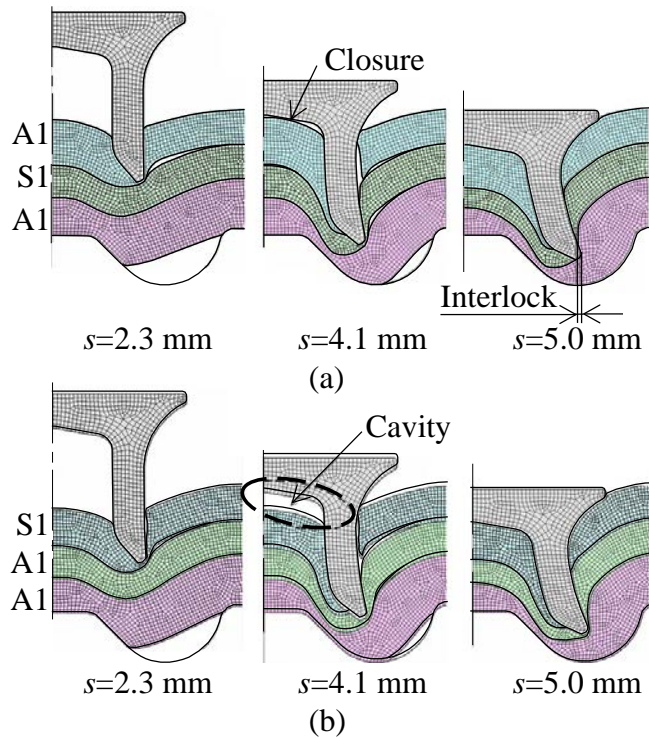 Closure
A1
S1
A1
Interlock
s=2.3 mm
s=4.1 mm
s=5.0 mm
(a)
Cavity
S1
A1
A1
s=2.3 mm
s=4.1 mm
s=5.0 mm
(b)